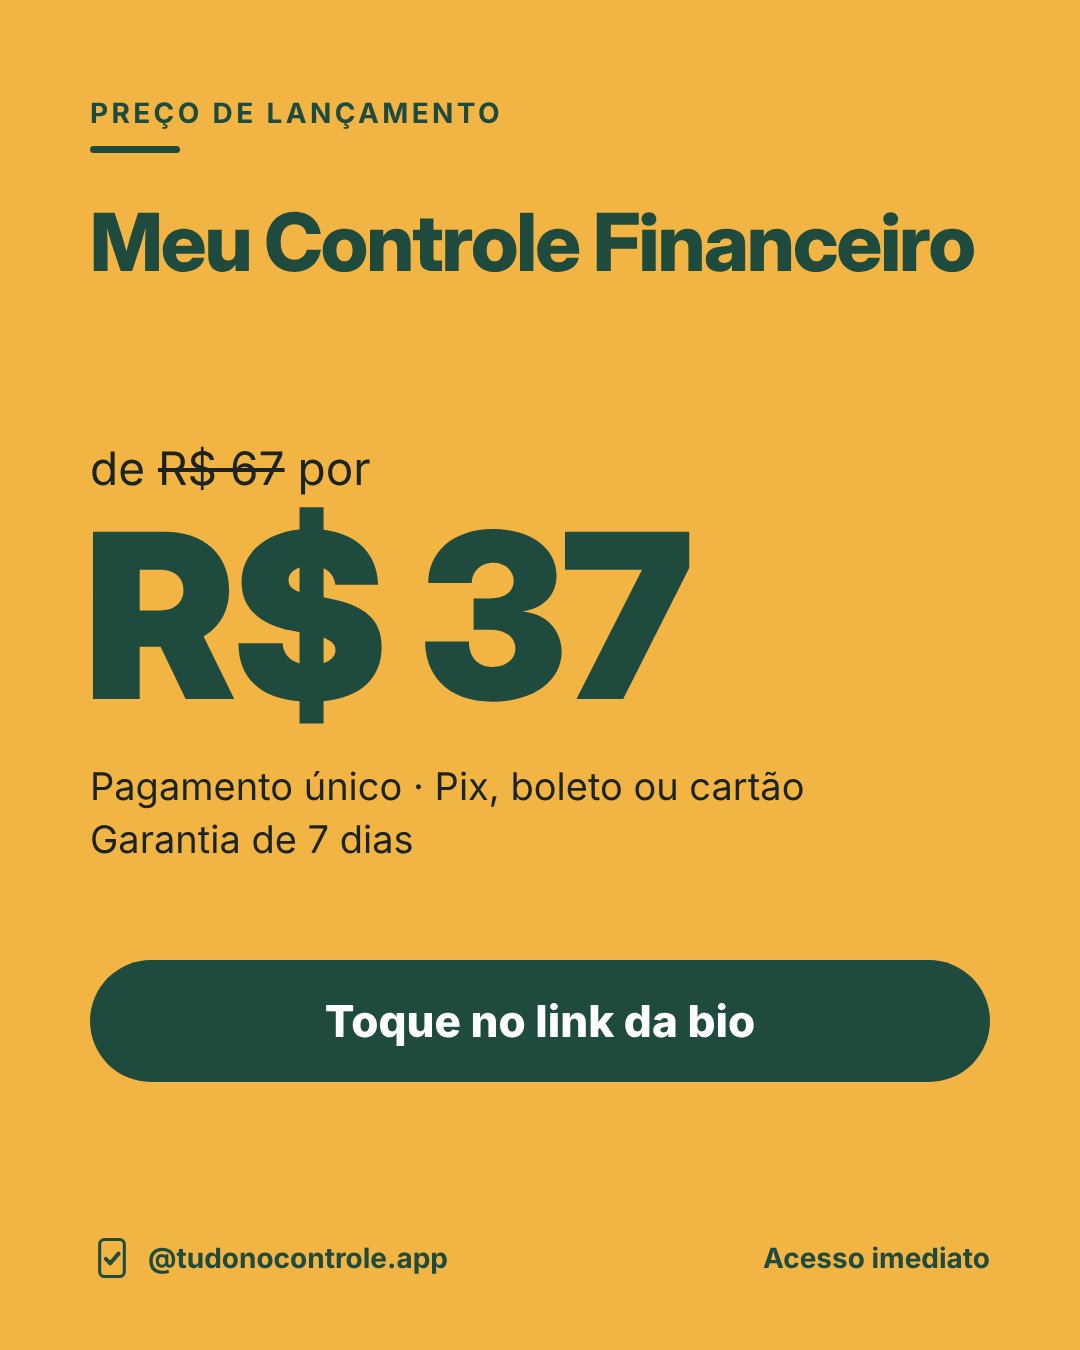 PREÇO DE LANÇAMENTO
Meu Controle Financeiro
de R$ 67 por
R$ 37
Pagamento único · Pix, boleto ou cartão
Garantia de 7 dias
Toque no link da bio
@tudonocontrole.app
Acesso imediato